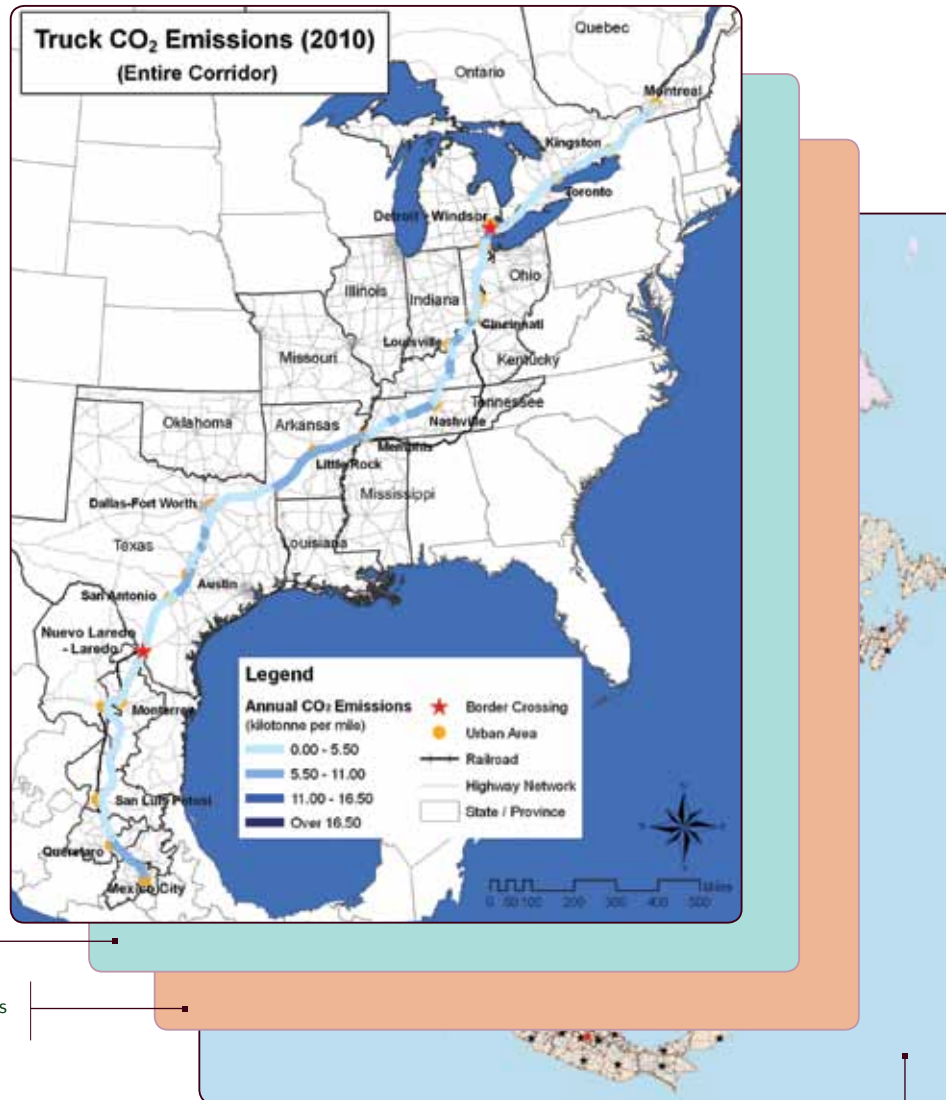 Truck CO₂ Emissions (2010)
(Entire Corridor)
Quebec
Ontario
Montreal
Kingston
Toronto
Detroit - Windsor
Ohio
Illinois
Indiana
Cincinnati
Louisville
Missouri
Kentucky
Tennessee
Oklahoma
Arkansas
Nashville
Memphis
Little Rock
Mississippi
Dallas-Fort Worth
Texas
Louisiana
Austin
San Antonio
Nuevo Laredo
- Laredo
Monterrey
San Luis Potosi
Querétaro
Mexico City
Legend
Annual CO₂ Emissions
(kilotonne per mile)
0.00 - 5.50
5.50 - 11.00
11.00 - 16.50
Over 16.50
Border Crossing
Urban Area
Railroad
Highway Network
State / Province
Miles
0 50 100 200 300 400 500
s